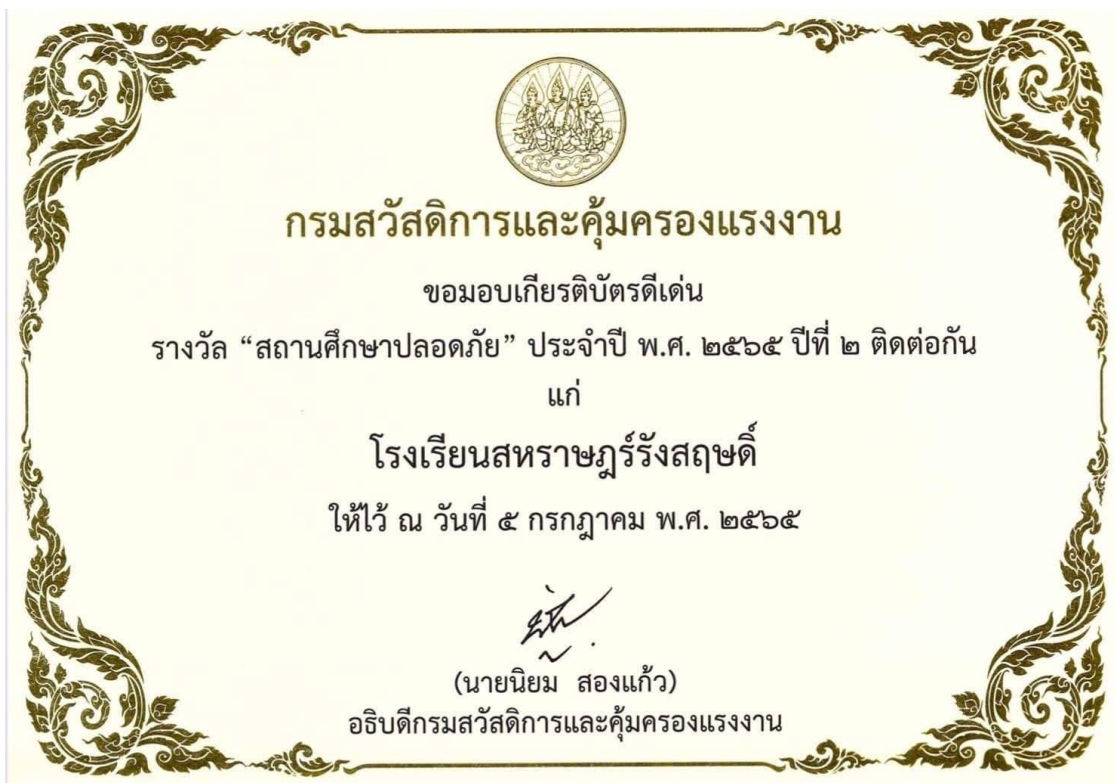 กรมสวัสดิการและคุ้มครองแรงงาน
ขอมอบเกียรติบัตรดีเด่น
รางวัล “สถานศึกษาปลอดภัย” ประจำปี พ.ศ. ๒๕๖๕ ปีที่ ๒ ติดต่อกัน
แก่
โรงเรียนสหราษฎร์รังสฤษดิ์
ให้ไว้ ณ วันที่ ๕ กรกฎาคม พ.ศ. ๒๕๖๕
(นายนิยม สองแก้ว)
อธิบดีกรมสวัสดิการและคุ้มครองแรงงาน